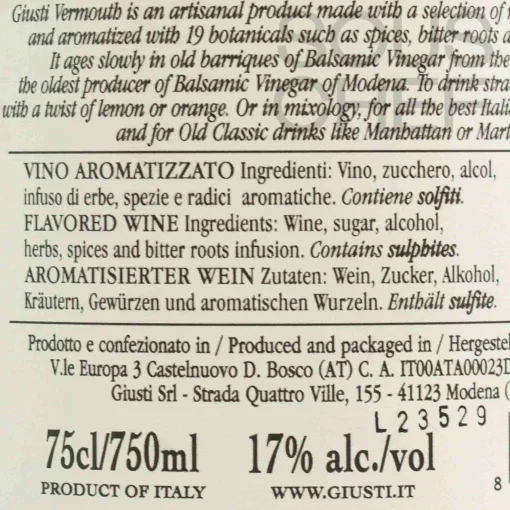 Giusti Vermouth is an artisanal product made with a selection of
and aromatized with 19 botanicals such as spices, bitter roots
It ages slowly in old barriques of Balsamic Vinegar from the
the oldest producer of Balsamic Vinegar of Modena. To drink
with a twist of lemon or orange. Or in mixology, for all the best
and for Old Classic drinks like Manhattan or
VINO AROMATIZZATO Ingredienti: Vino, zucchero, alcol,
infuso di erbe, spezie e radici aromatiche. Contiene solfiti.
FLAVORED WINE Ingredients: Wine, sugar, alcohol,
herbs, spices and bitter roots infusion. Contains sulphites.
AROMATISIERTER WEIN Zutaten: Wein, Zucker, Alkohol,
Kräutern, Gewürzen und aromatischen Wurzeln. Enthält sulfite.
Prodotto e confezionato in / Produced and packaged in /
V.le Europa 3 Castelnuovo D. Bosco (AT) C. A. IT00ATA00023D
Giusti Srl - Strada Quattro Ville, 155 - 41123 Modena (
L23529
75cl/750ml 17% alc./vol
PRODUCT OF ITALY WWW.GIUSTI.IT 8